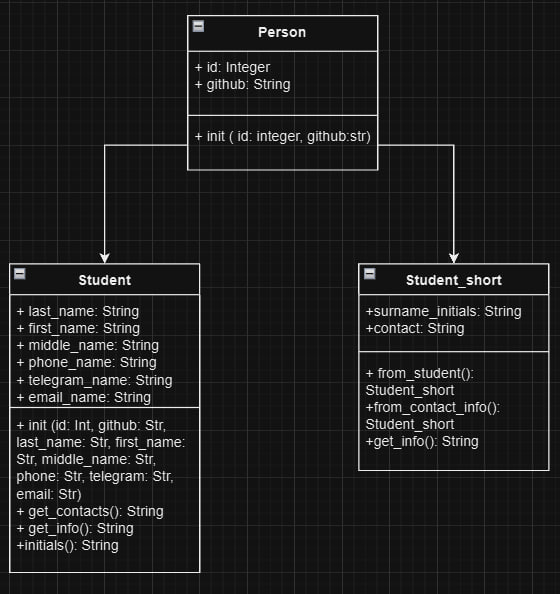 Person
+ id: Integer
+ github: String
+ init ( id: integer, github:str)
Student
+ last_name: String
+ first_name: String
+ middle_name: String
+ phone_name: String
+ telegram_name: String
+ email_name: String
+ init (id: Int, github: Str,
last_name: Str, first_name:
Str, middle_name: Str,
phone: Str, telegram: Str,
email: Str)
+ get_contacts(): String
+ get_info(): String
+initials(): String
Student_short
+surname_initials: String
+contact: String
+ from_student():
Student_short
+from_contact_info():
Student_short
+get_info(): String